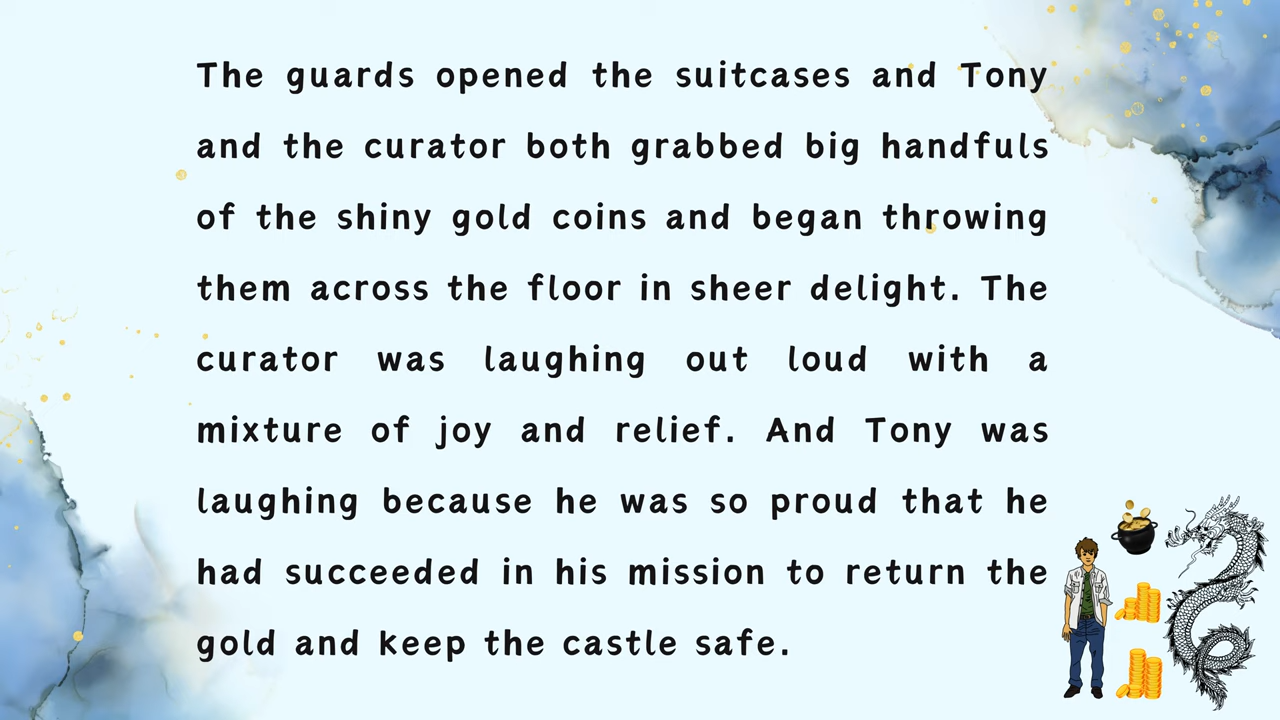 The guards opened the suitcases and Tony
and the curator both grabbed big handfuls
of the shiny gold coins and began throwing
them across the floor in sheer delight. The
curator was laughing out loud with a
mixture of joy and relief. And Tony was
laughing because he was so proud that he
had succeeded in his mission to return the
gold and keep the castle safe.